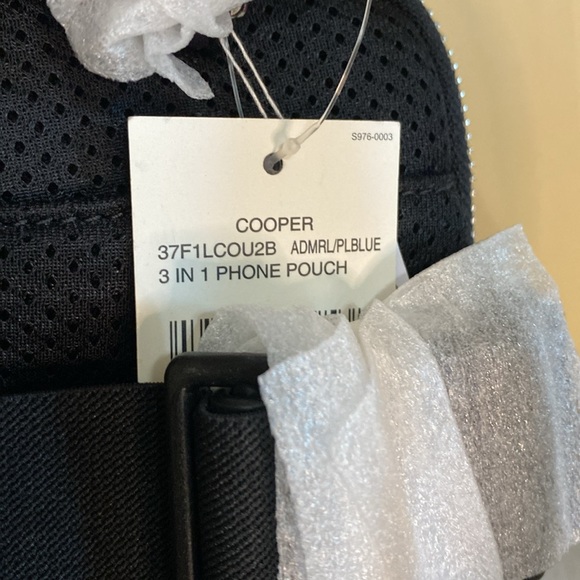 S976-0003
COOPER
37F1LCOU2B ADMRL/PLBLUE
3 IN 1 PHONE POUCH